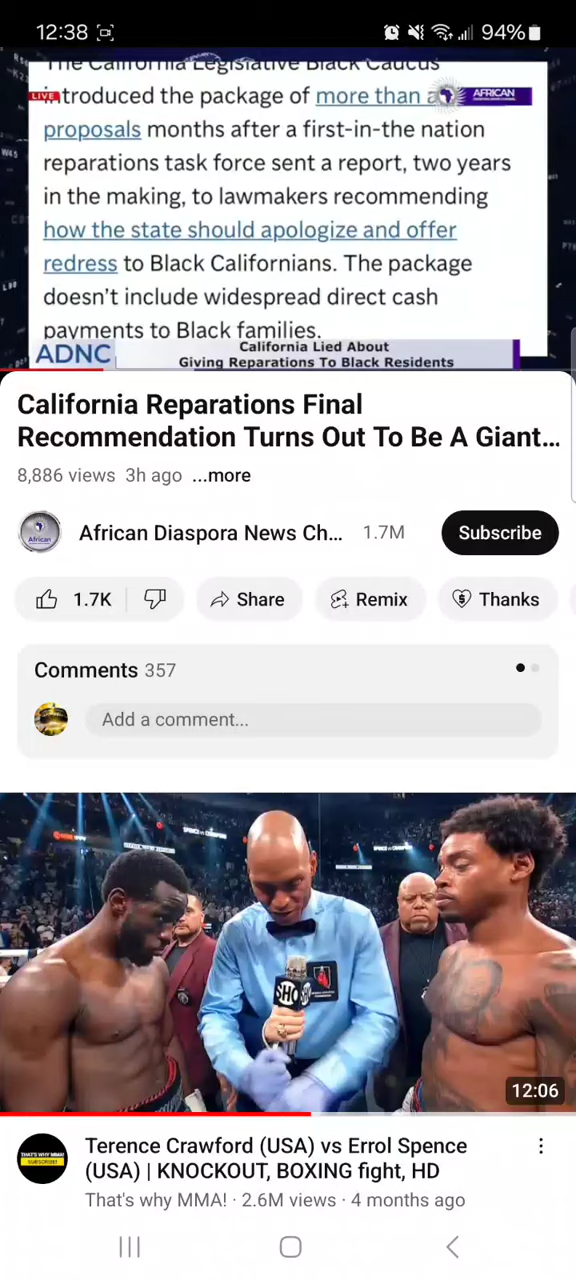 12:38
94%
The California Legislative Black Caucus
LIVE
introduced the package of more than a
AFRICAN
proposals months after a first-in-the nation
reparations task force sent a report, two years
in the making, to lawmakers recommending
how the state should apologize and offer
redress to Black Californians. The package
doesn't include widespread direct cash
payments to Black families.
ADNC
California Lied About
Giving Reparations To Black Residents
California Reparations Final
Recommendation Turns Out To Be A Giant...
8,886 views 3h ago ...more
African Diaspora News Ch... 1.7M
Subscribe
1.7K
Share
Remix
Thanks
Comments 357
Add a comment...
SHO
12:06
THAT'S WHY MMA!
SUBSCRIBE!
Terence Crawford (USA) vs Errol Spence
(USA) | KNOCKOUT, BOXING fight, HD
That's why MMA! · 2.6M views · 4 months ago